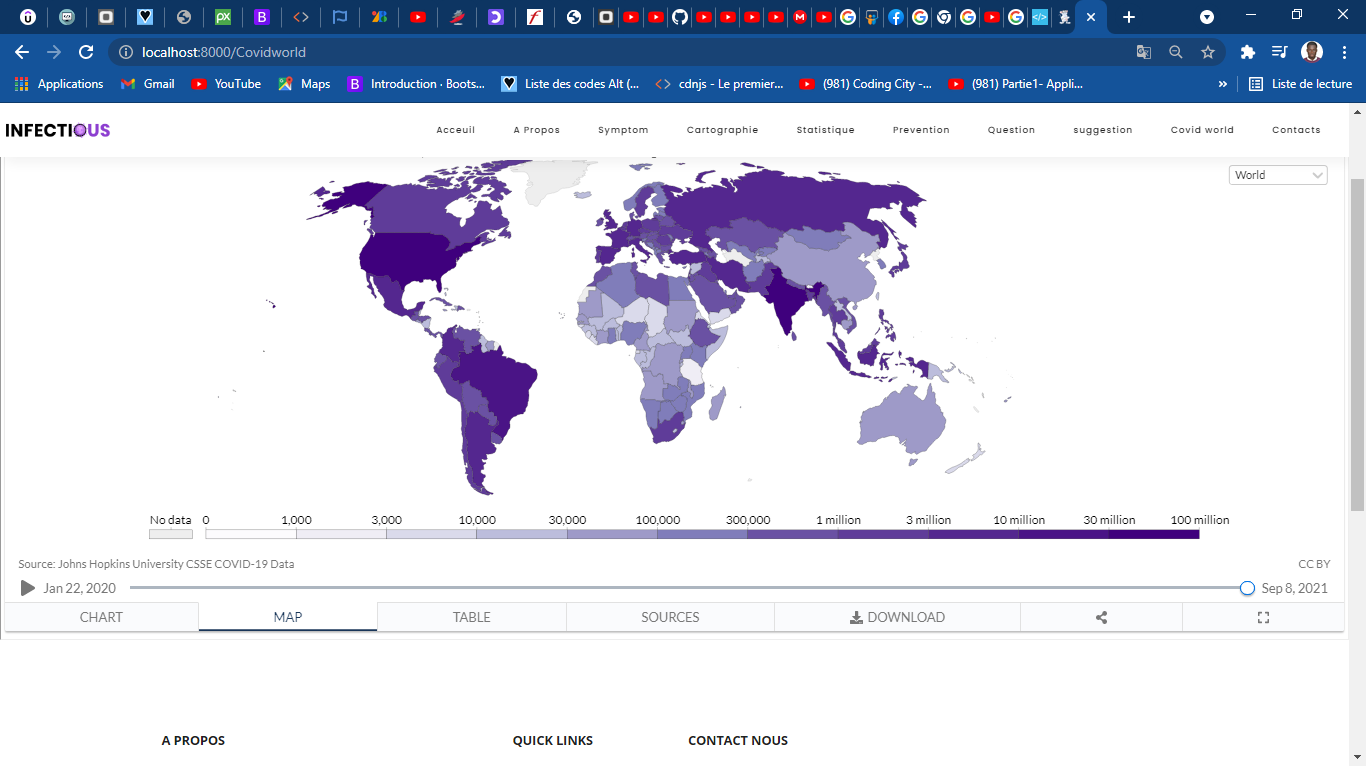 localhost:8000/Covidworld
Applications Gmail YouTube Maps Introduction · Boots... Liste des codes Alt (... cdnjs - Le premier... (981) Coding City -... (981) Partie1- Appli... » Liste de lecture
INFECTIOUS Acceuil A Propos Symptom Cartographie Statistique Prevention Question suggestion Covid world Contacts
World
No data 0 1,000 3,000 10,000 30,000 100,000 300,000 1 million 3 million 10 million 30 million 100 million
Source: Johns Hopkins University CSSE COVID-19 Data CC BY
Jan 22, 2020 Sep 8, 2021
CHART MAP TABLE SOURCES DOWNLOAD
A PROPOS QUICK LINKS CONTACT NOUS